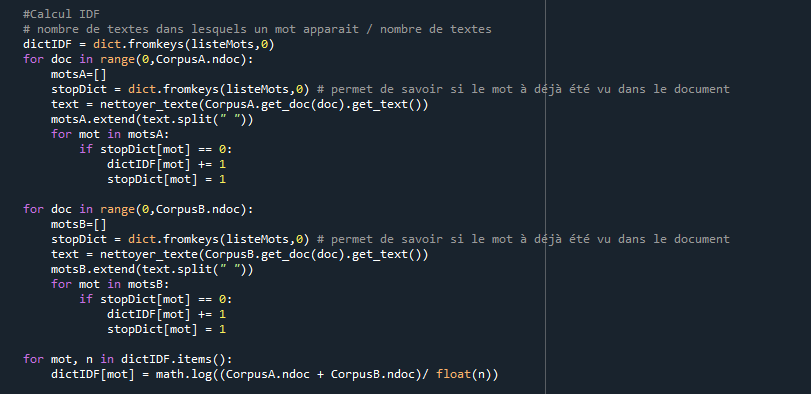 #Calcul IDF
# nombre de textes dans lesquels un mot apparait / nombre de textes
dictIDF = dict.fromkeys(listeMots,0)
for doc in range(0,CorpusA.ndoc):
    motsA=[]
    stopDict = dict.fromkeys(listeMots,0) # permet de savoir si le mot à déjà été vu dans le document
    text = nettoyer_texte(CorpusA.get_doc(doc).get_text())
    motsA.extend(text.split(" "))
    for mot in motsA:
        if stopDict[mot] == 0:
            dictIDF[mot] += 1
            stopDict[mot] = 1

for doc in range(0,CorpusB.ndoc):
    motsB=[]
    stopDict = dict.fromkeys(listeMots,0) # permet de savoir si le mot à déjà été vu dans le document
    text = nettoyer_texte(CorpusB.get_doc(doc).get_text())
    motsB.extend(text.split(" "))
    for mot in motsB:
        if stopDict[mot] == 0:
            dictIDF[mot] += 1
            stopDict[mot] = 1

for mot, n in dictIDF.items():
    dictIDF[mot] = math.log((CorpusA.ndoc + CorpusB.ndoc)/ float(n))